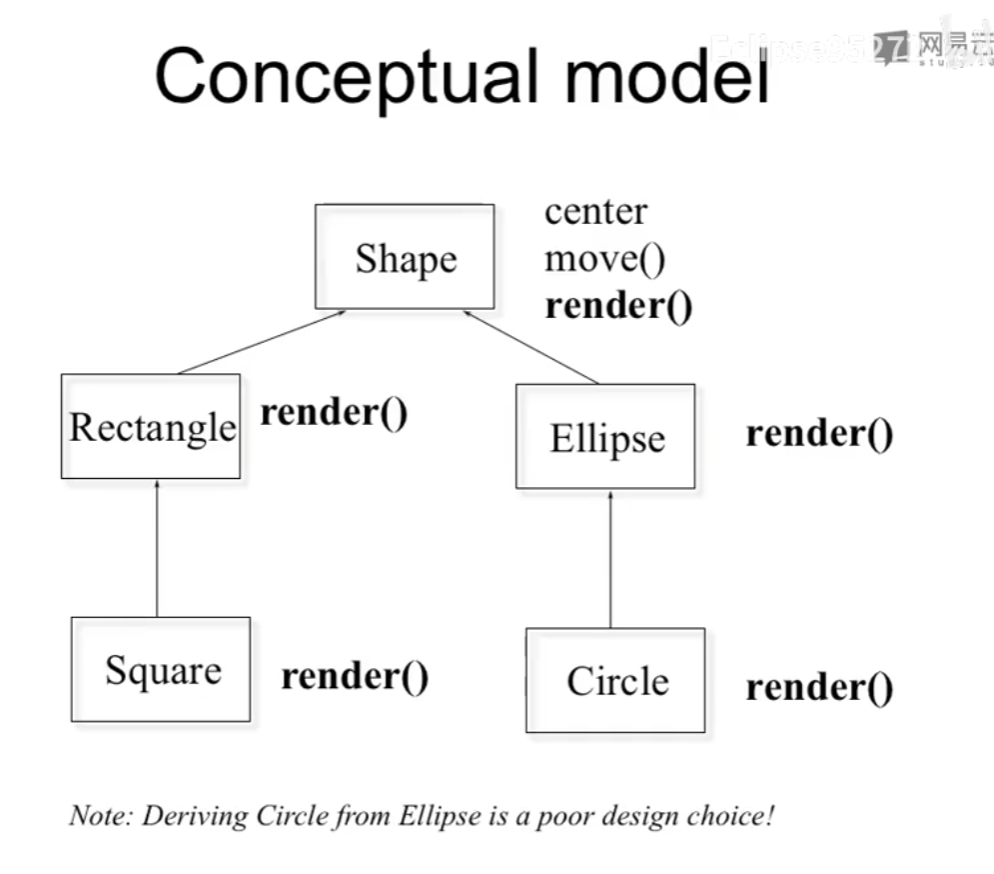 Conceptual model
Eclipse0527
网易云
Shape
center
move()
render()
Rectangle
render()
Ellipse
render()
Square
render()
Circle
render()
Note: Deriving Circle from Ellipse is a poor design choice!